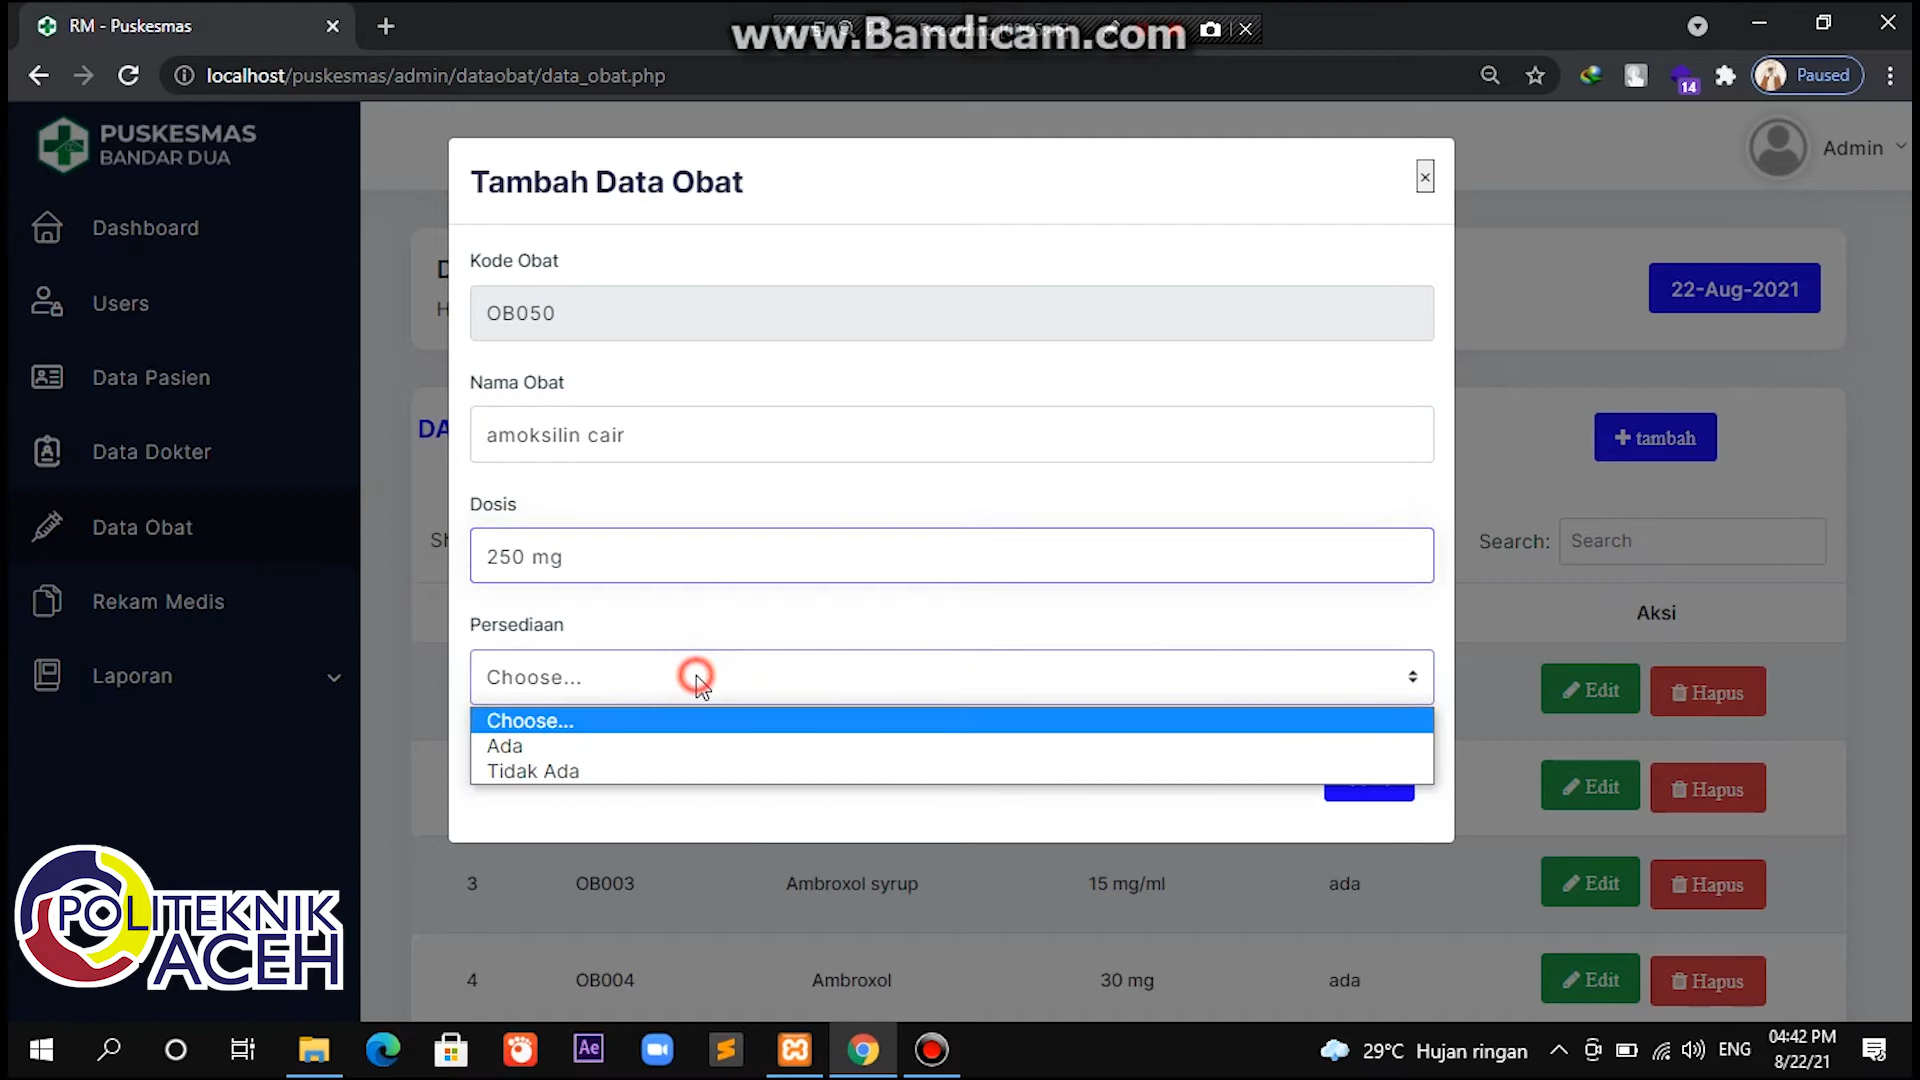 RM - Puskesmas
www.Bandicam.com
localhost/puskesmas/admin/dataobat/data_obat.php
14
Paused
PUSKESMAS
BANDAR DUA
Admin
Dashboard
Users
Data Pasien
Data Dokter
Data Obat
Rekam Medis
Laporan
Tambah Data Obat
×
Kode Obat
OB050
Nama Obat
amoksilin cair
Dosis
250 mg
Persediaan
Choose...
Choose...
Ada
Tidak Ada
22-Aug-2021
DA
+ tambah
Search: Search
Aksi
Edit Hapus
Edit Hapus
3 OB003 Ambroxol syrup 15 mg/ml ada Edit Hapus
4 OB004 Ambroxol 30 mg ada Edit Hapus
POLITEKNIK
ACEH
Ae
29°C Hujan ringan
ENG
04:42 PM
8/22/21